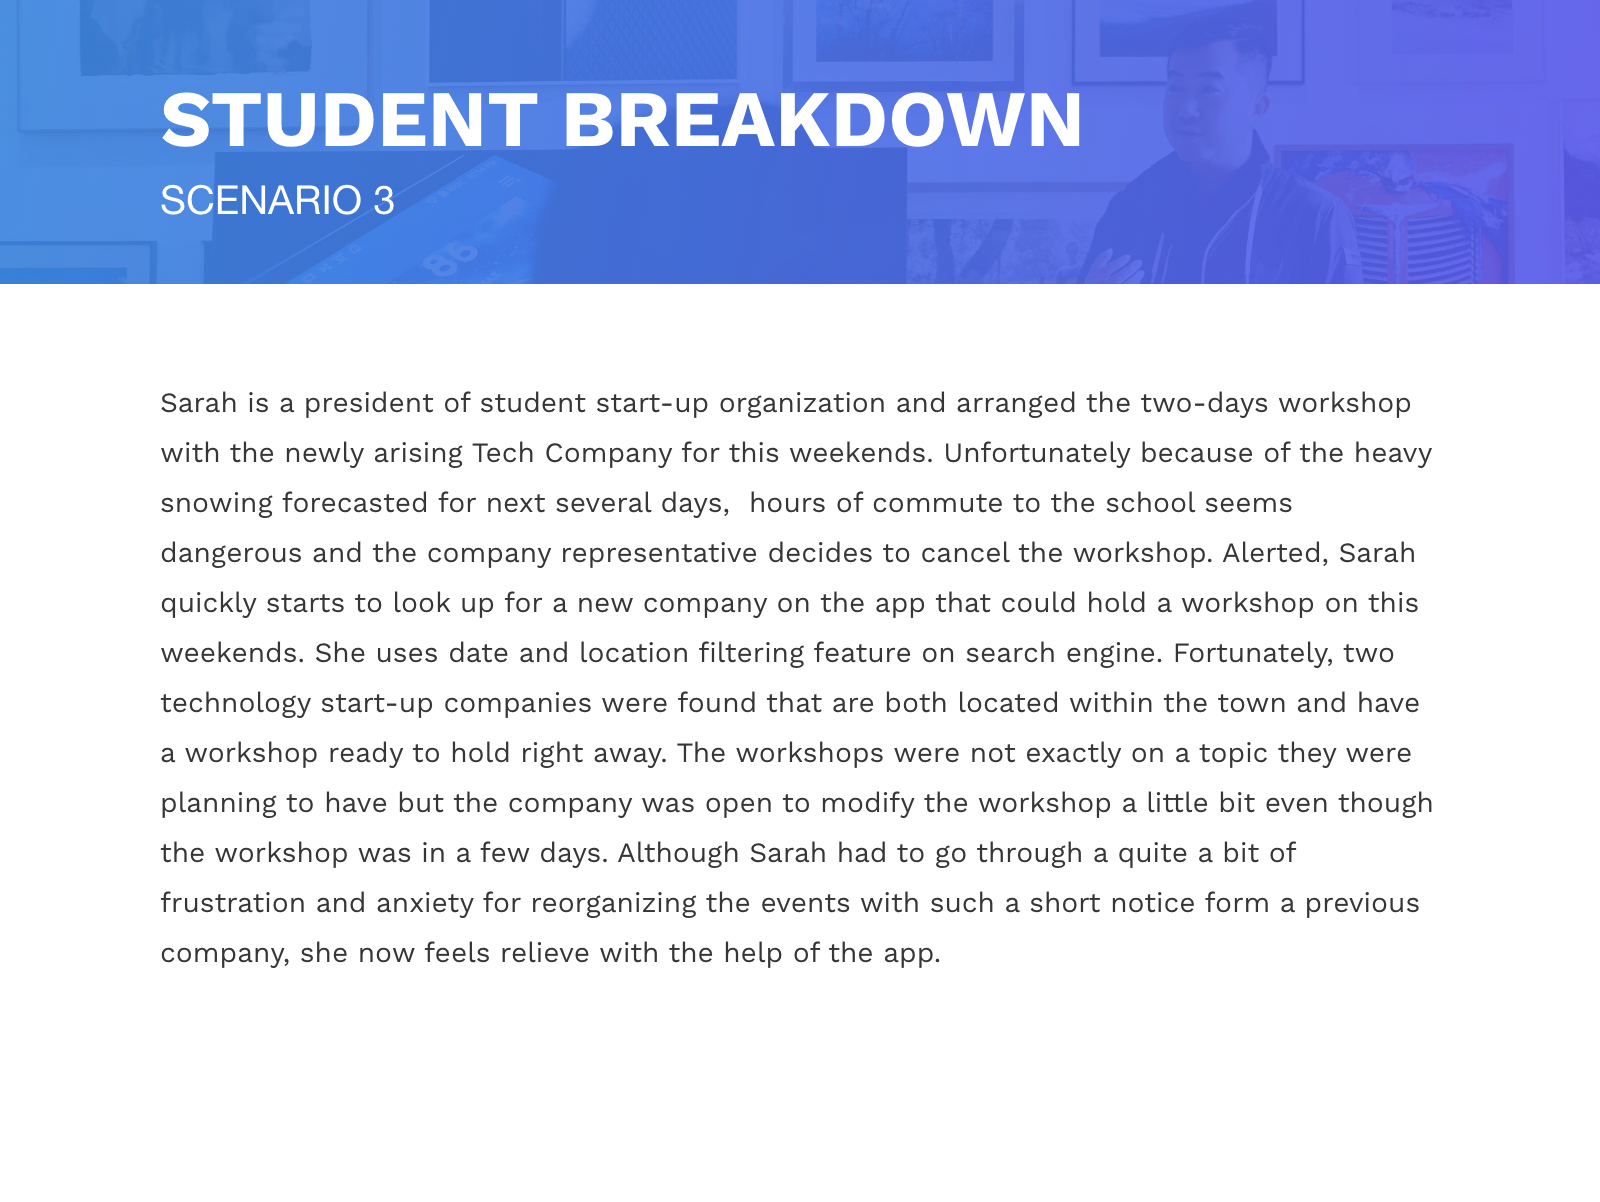 STUDENT BREAKDOWN
SCENARIO 3
86
Sarah is a president of student start-up organization and arranged the two-days workshop
with the newly arising Tech Company for this weekends. Unfortunately because of the heavy
snowing forecasted for next several days,  hours of commute to the school seems
dangerous and the company representative decides to cancel the workshop. Alerted, Sarah
quickly starts to look up for a new company on the app that could hold a workshop on this
weekends. She uses date and location filtering feature on search engine. Fortunately, two
technology start-up companies were found that are both located within the town and have
a workshop ready to hold right away. The workshops were not exactly on a topic they were
planning to have but the company was open to modify the workshop a little bit even though
the workshop was in a few days. Although Sarah had to go through a quite a bit of
frustration and anxiety for reorganizing the events with such a short notice form a previous
company, she now feels relieve with the help of the app.